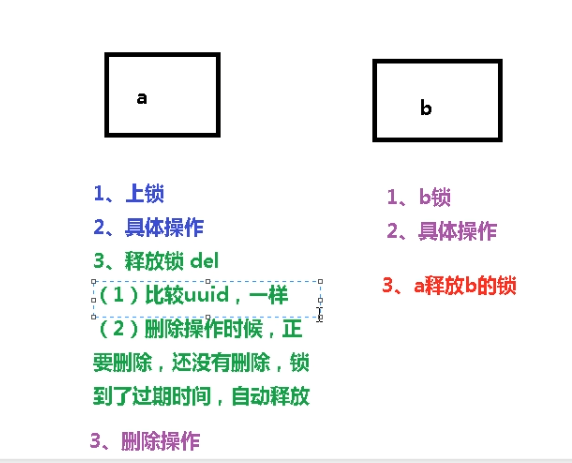 a
1、上锁
2、具体操作
3、释放锁 del
（1）比较uuid，一样
（2）删除操作时候，正
要删除，还没有删除，锁
到了过期时间，自动释放
3、删除操作
b
1、b锁
2、具体操作
3、a释放b的锁